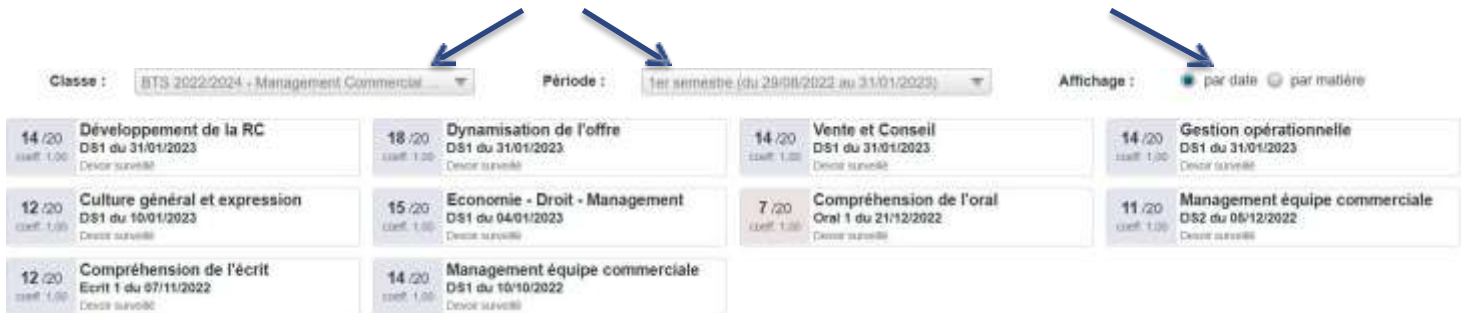 Classe :
BTS 2022/2024 - Management Commercial ...
Période :
1er semestre (du 29/08/2022 au 31/01/2023)
Affichage :
par date
par matière
14 /20
coeff. 1,00
Développement de la RC
DS1 du 31/01/2023
Devoir surveillé
18 /20
coeff. 1,00
Dynamisation de l'offre
DS1 du 31/01/2023
Devoir surveillé
14 /20
coeff. 1,00
Vente et Conseil
DS1 du 31/01/2023
Devoir surveillé
14 /20
coeff. 1,00
Gestion opérationnelle
DS1 du 31/01/2023
Devoir surveillé
12 /20
coeff. 1,00
Culture général et expression
DS1 du 10/01/2023
Devoir surveillé
15 /20
coeff. 1,00
Economie - Droit - Management
DS1 du 04/01/2023
Devoir surveillé
7 /20
coeff. 1,00
Compréhension de l'oral
Oral 1 du 21/12/2022
Devoir surveillé
11 /20
coeff. 1,00
Management équipe commerciale
DS2 du 08/12/2022
Devoir surveillé
12 /20
coeff. 1,00
Compréhension de l'écrit
Ecrit 1 du 07/11/2022
Devoir surveillé
14 /20
coeff. 1,00
Management équipe commerciale
DS1 du 10/10/2022
Devoir surveillé